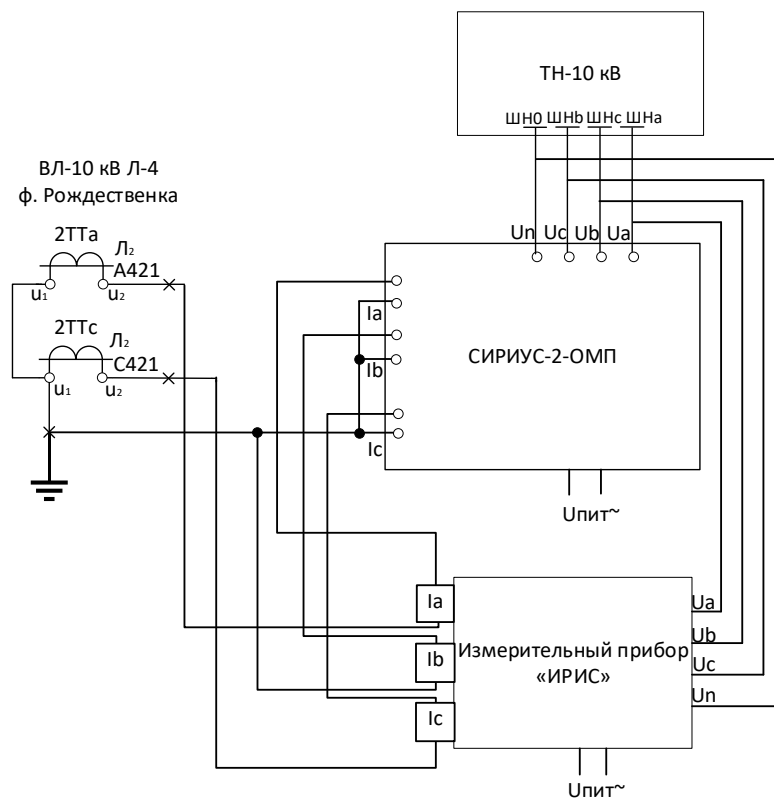 ТН-10 кВ
ШН0 ШНb ШНc ШНa
ВЛ-10 кВ Л-4
ф. Рождественка
2ТТа
Л₂
А421
u₁
u₂
2ТТс
Л₂
С421
u₁
u₂
Un Uc Ub Ua
Ia
Ib
Ic
СИРИУС-2-ОМП
Uпит~
Ia
Ib
Ic
Измерительный прибор
«ИРИС»
Ua
Ub
Uc
Un
Uпит~